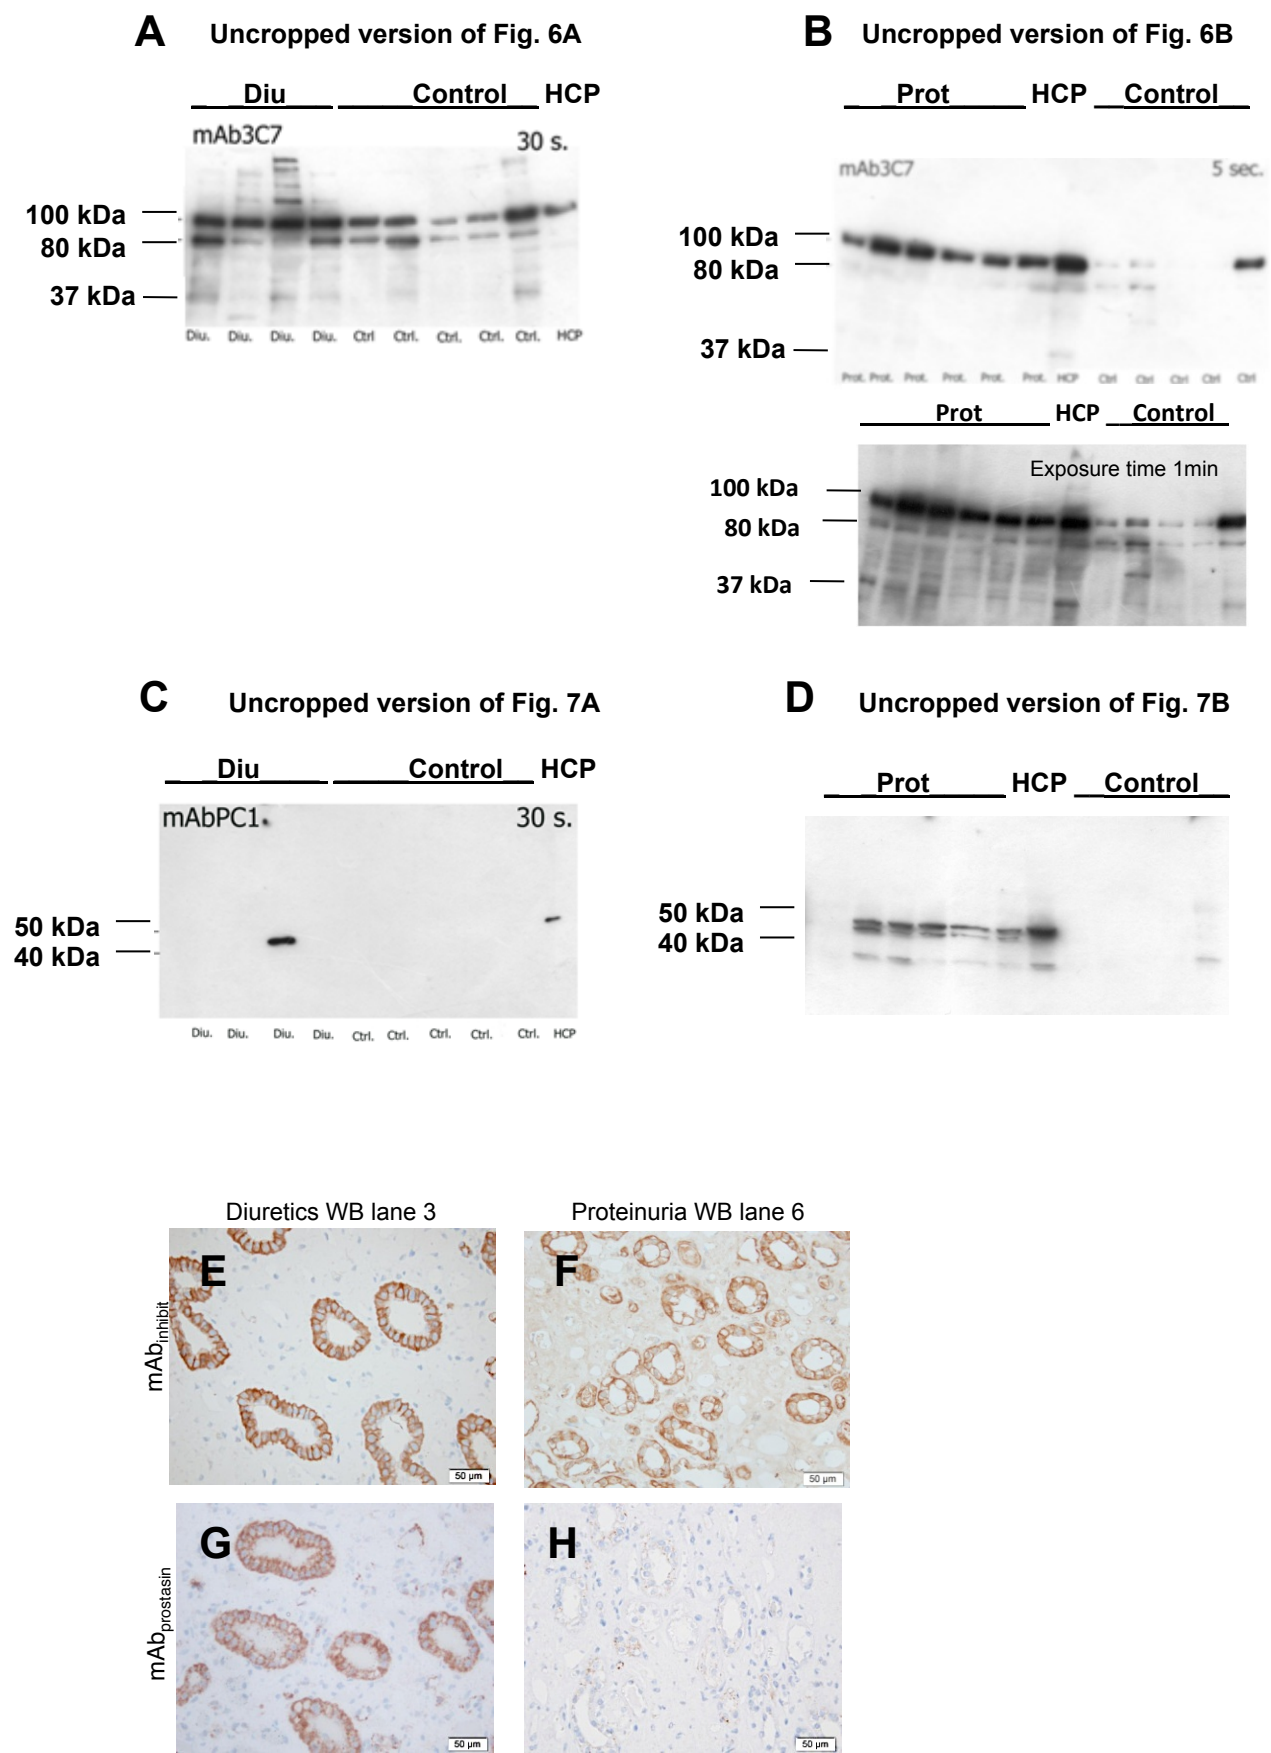 A Uncropped version of Fig. 6A
Diu Control HCP
mAb3C7 30 s.
100 kDa
80 kDa
37 kDa
Diu. Diu. Diu. Diu. Ctrl Ctrl. Ctrl. Ctrl. Ctrl. HCP
B Uncropped version of Fig. 6B
Prot HCP Control
mAb3C7 5 sec.
100 kDa
80 kDa
37 kDa
Prot. Prot. Prot. Prot. Prot. Prot. HCP Ctrl Ctrl Ctrl Ctrl Ctrl
Prot HCP Control
Exposure time 1min
100 kDa
80 kDa
37 kDa
C Uncropped version of Fig. 7A
Diu Control HCP
mAbPC1. 30 s.
50 kDa
40 kDa
Diu. Diu. Diu. Diu. Ctrl. Ctrl. Ctrl. Ctrl. Ctrl. HCP
D Uncropped version of Fig. 7B
Prot HCP Control
50 kDa
40 kDa
Diuretics WB lane 3
Proteinuria WB lane 6
mAbinhibit
E
50 µm
F
50 µm
mAbprostasin
G
50 µm
H
50 µm